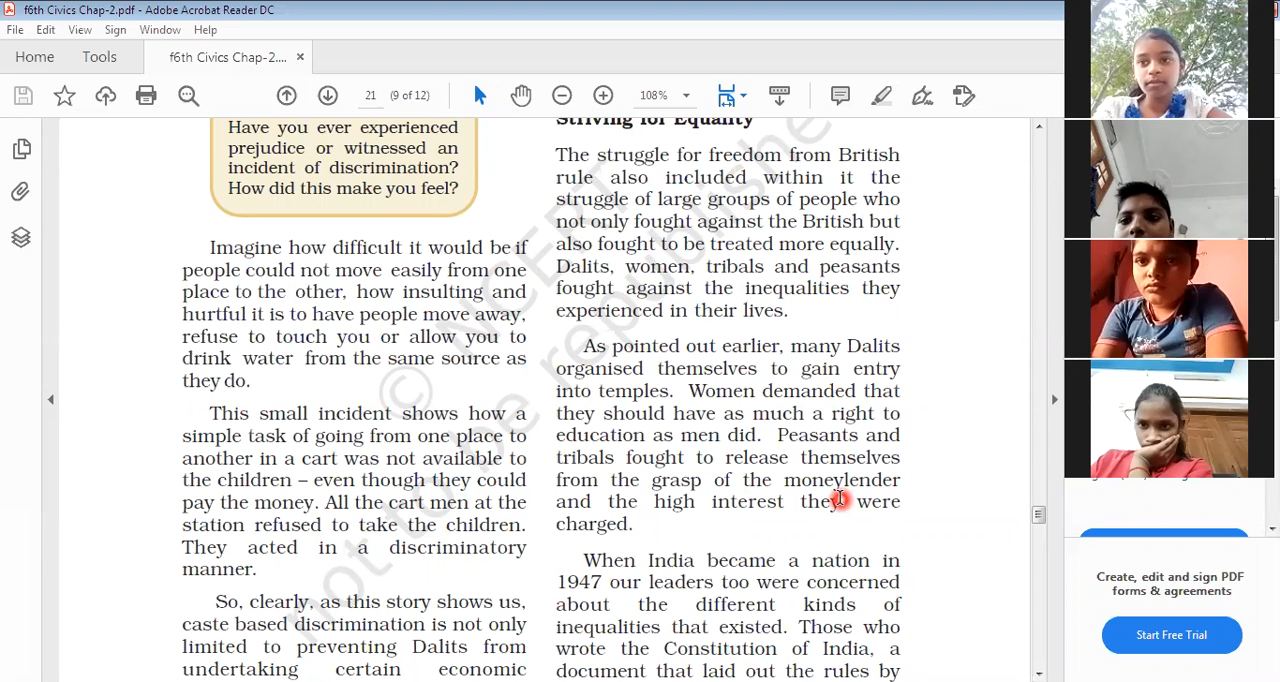 f6th Civics Chap-2.pdf - Adobe Acrobat Reader DC
File Edit View Sign Window Help
Home Tools f6th Civics Chap-2.... ×
21 (9 of 12) 108%
Have you ever experienced
prejudice or witnessed an
incident of discrimination?
How did this make you feel?
Imagine how difficult it would be if
people could not move easily from one
place to the other, how insulting and
hurtful it is to have people move away,
refuse to touch you or allow you to
drink water from the same source as
they do.
This small incident shows how a
simple task of going from one place to
another in a cart was not available to
the children – even though they could
pay the money. All the cart men at the
station refused to take the children.
They acted in a discriminatory
manner.
So, clearly, as this story shows us,
caste based discrimination is not only
limited to preventing Dalits from
undertaking certain economic
Striving for Equality
The struggle for freedom from British
rule also included within it the
struggle of large groups of people who
not only fought against the British but
also fought to be treated more equally.
Dalits, women, tribals and peasants
fought against the inequalities they
experienced in their lives.
As pointed out earlier, many Dalits
organised themselves to gain entry
into temples. Women demanded that
they should have as much a right to
education as men did. Peasants and
tribals fought to release themselves
from the grasp of the moneylender
and the high interest they were
charged.
When India became a nation in
1947 our leaders too were concerned
about the different kinds of
inequalities that existed. Those who
wrote the Constitution of India, a
document that laid out the rules by
© NCERT
not to be republished
Create, edit and sign PDF
forms & agreements
Start Free Trial